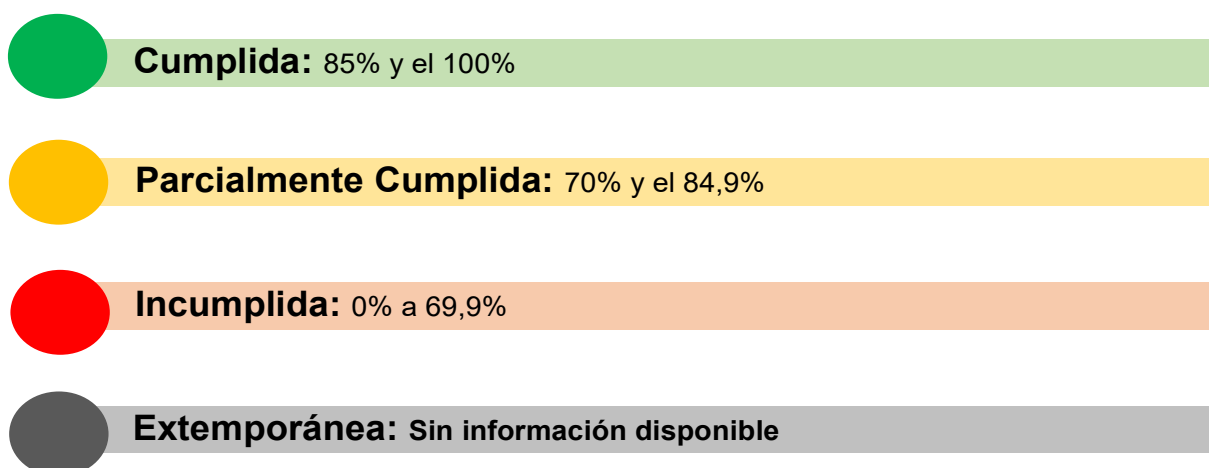 Cumplida: 85% y el 100%
Parcialmente Cumplida: 70% y el 84,9%
Incumplida: 0% a 69,9%
Extemporánea: Sin información disponible